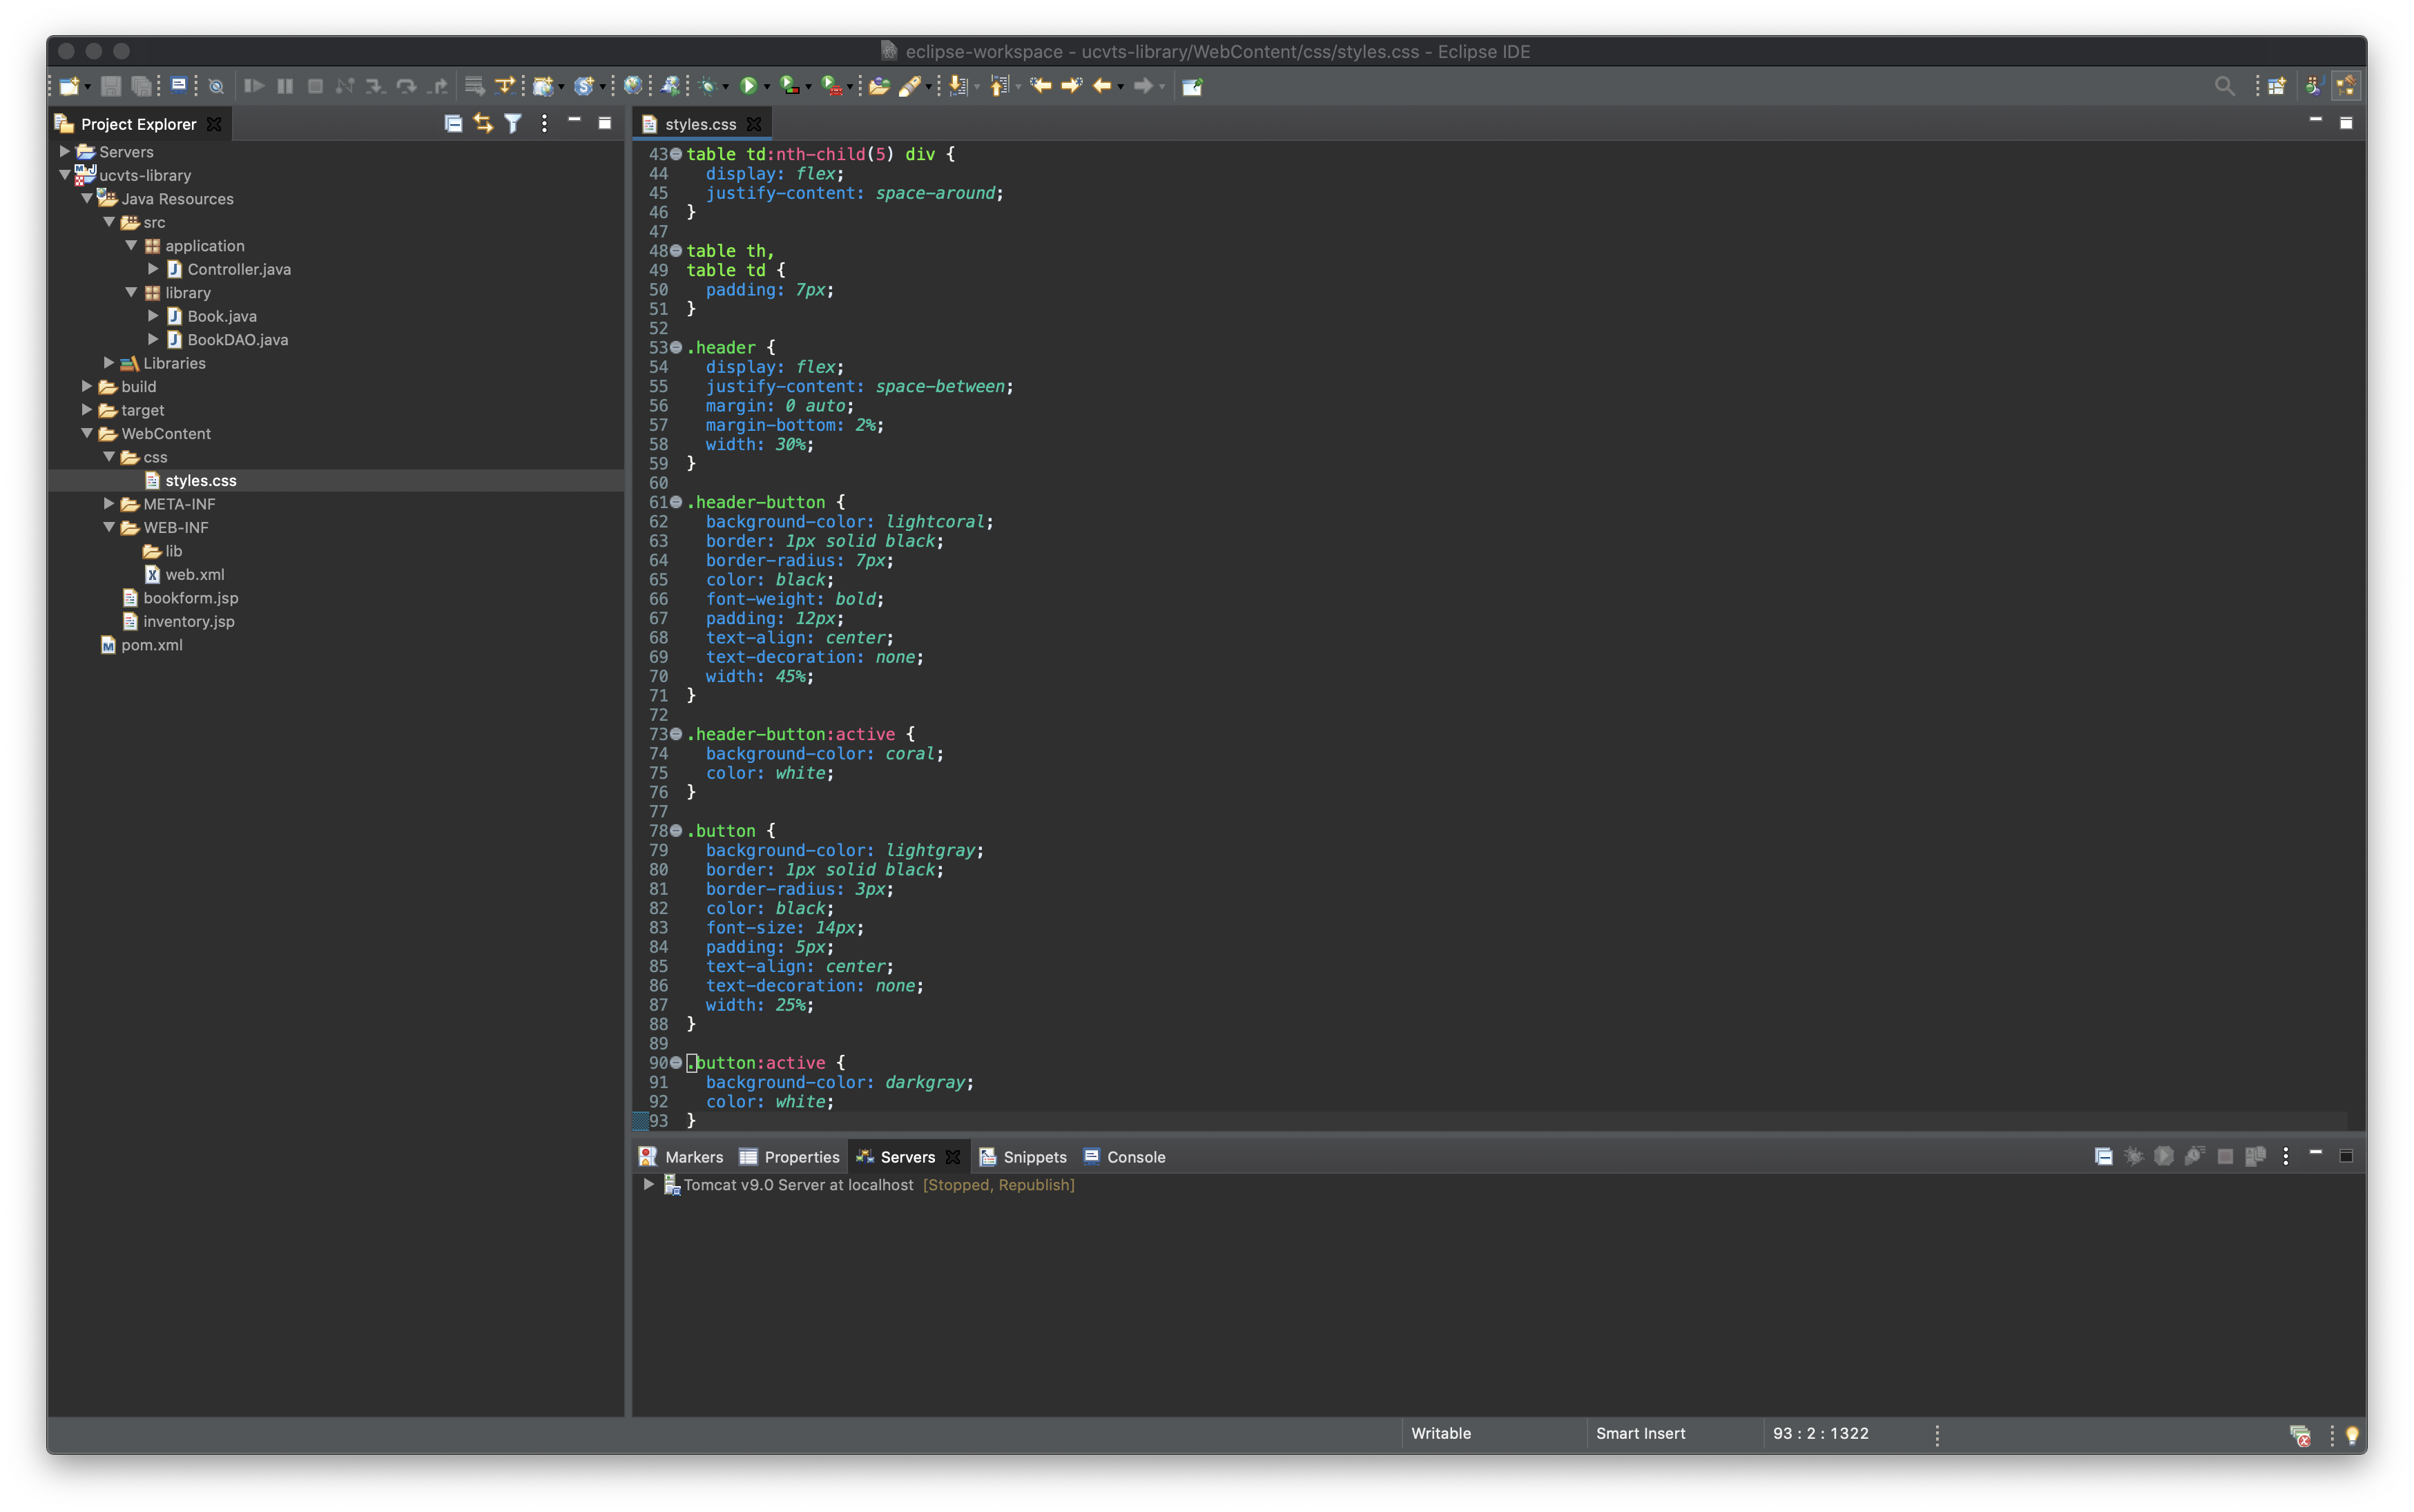 eclipse-workspace - ucvts-library/WebContent/css/styles.css - Eclipse IDE
Project Explorer
Servers
ucvts-library
Java Resources
src
application
Controller.java
library
Book.java
BookDAO.java
Libraries
build
target
WebContent
css
styles.css
META-INF
WEB-INF
lib
web.xml
bookform.jsp
inventory.jsp
pom.xml
styles.css
43 table td:nth-child(5) div {
44 display: flex;
45 justify-content: space-around;
46 }
47
48 table th,
49 table td {
50 padding: 7px;
51 }
52
53 .header {
54 display: flex;
55 justify-content: space-between;
56 margin: 0 auto;
57 margin-bottom: 2%;
58 width: 30%;
59 }
60
61 .header-button {
62 background-color: lightcoral;
63 border: 1px solid black;
64 border-radius: 7px;
65 color: black;
66 font-weight: bold;
67 padding: 12px;
68 text-align: center;
69 text-decoration: none;
70 width: 45%;
71 }
72
73 .header-button:active {
74 background-color: coral;
75 color: white;
76 }
77
78 .button {
79 background-color: lightgray;
80 border: 1px solid black;
81 border-radius: 3px;
82 color: black;
83 font-size: 14px;
84 padding: 5px;
85 text-align: center;
86 text-decoration: none;
87 width: 25%;
88 }
89
90 .button:active {
91 background-color: darkgray;
92 color: white;
93 }
Markers Properties Servers Snippets Console
Tomcat v9.0 Server at localhost [Stopped, Republish]
Writable Smart Insert 93 : 2 : 1322